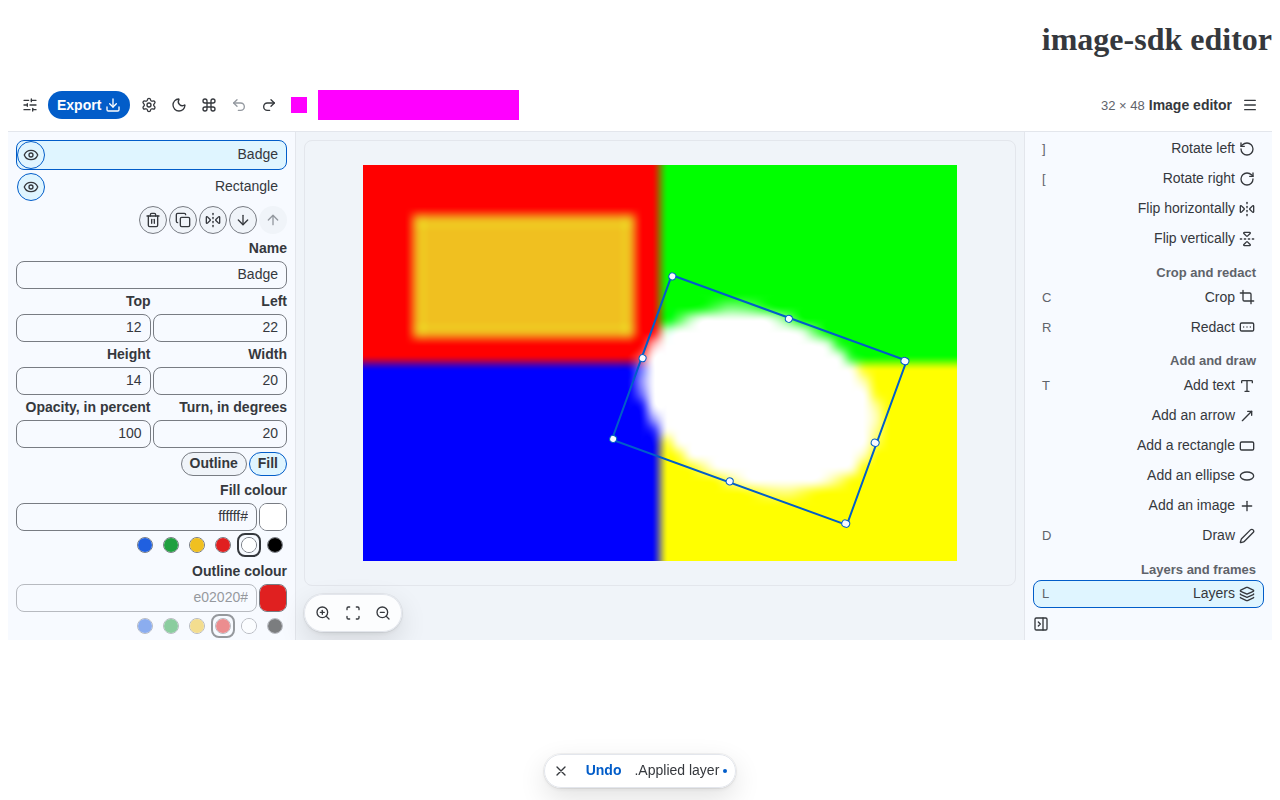 image-sdk editor
Export
32 × 48 Image editor
Badge
Rectangle
Name
Badge
Top
Left
12
22
Height
Width
14
20
Opacity, in percent
Turn, in degrees
100
20
Outline
Fill
Fill colour
ffffff#
Outline colour
e02020#
] Rotate left
[ Rotate right
Flip horizontally
Flip vertically
Crop and redact
C Crop
R Redact
Add and draw
T Add text
Add an arrow
Add a rectangle
Add an ellipse
Add an image
D Draw
Layers and frames
L Layers
Undo .Applied layer